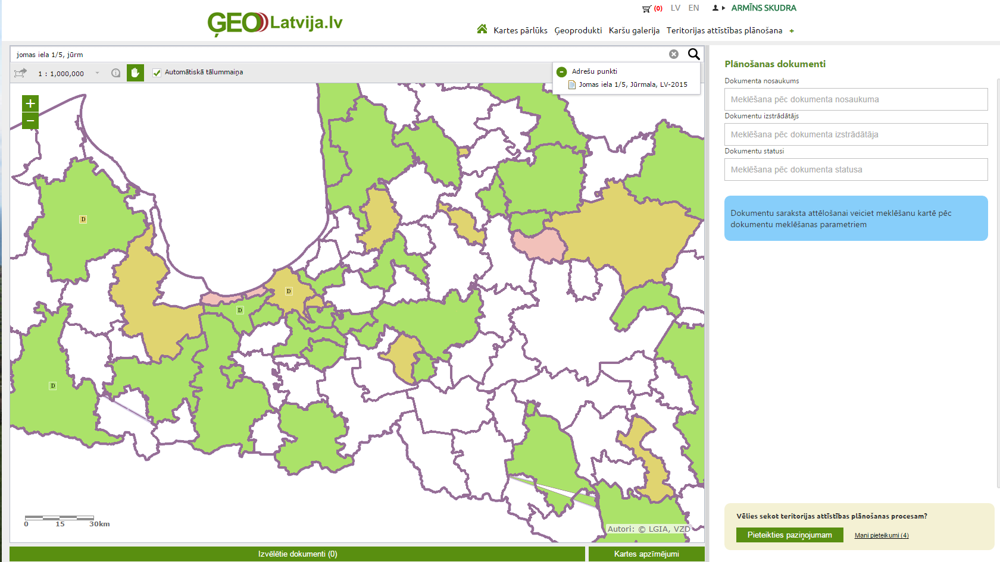 (0) LV EN ARMĪNS SKUDRA
ĢEO Latvija.lv
Kartes pārlūks Ģeoprodukti Karšu galerija Teritorijas attīstības plānošana +
jomas iela 1/5, jūrm
1 : 1,000,000 Automātiskā tālummaiņa
Adrešu punkti
Jomas iela 1/5, Jūrmala, LV-2015
+
−
D
D
D
D
0 15 30km
Autori: © LGIA, VZD
Izvēlētie dokumenti (0) Kartes apzīmējumi
Plānošanas dokumenti
Dokumenta nosaukums
Meklēšana pēc dokumenta nosaukuma
Dokumentu izstrādātājs
Meklēšana pēc dokumenta izstrādātāja
Dokumentu statusi
Meklēšana pēc dokumenta statusa
Dokumentu saraksta attēlošanai veiciet meklēšanu kartē pēc
dokumentu meklēšanas parametriem
Vēlies sekot teritorijas attīstības plānošanas procesam?
Pieteikties paziņojumam Mani pieteikumi (4)